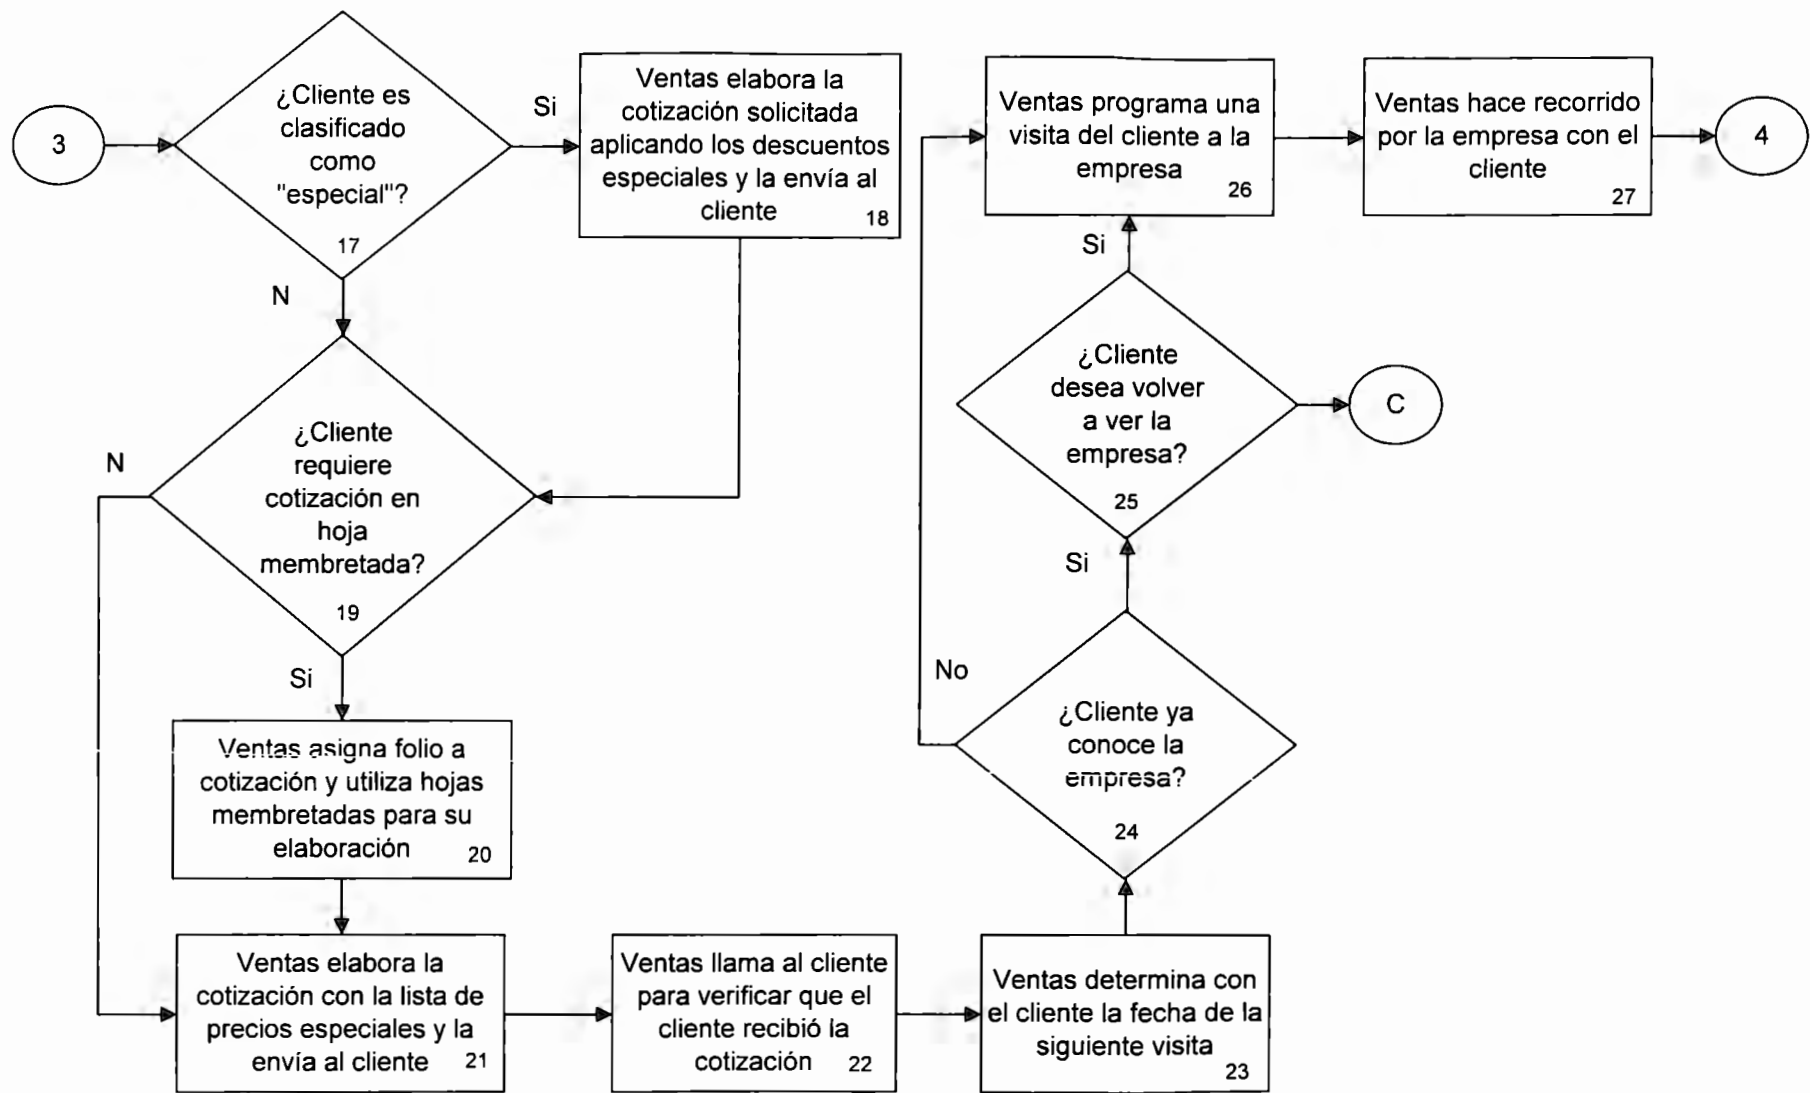 3
¿Cliente es
clasificado
como
"especial"?
17
Si
N
Ventas elabora la
cotización solicitada
aplicando los descuentos
especiales y la envía al
cliente
18
¿Cliente
requiere
cotización en
hoja
membretada?
19
N
Si
Ventas asigna folio a
cotización y utiliza hojas
membretadas para su
elaboración
20
Ventas elabora la
cotización con la lista de
precios especiales y la
envía al cliente
21
Ventas llama al cliente
para verificar que el
cliente recibió la
cotización
22
Ventas determina con
el cliente la fecha de la
siguiente visita
23
¿Cliente ya
conoce la
empresa?
24
No
Si
¿Cliente
desea volver
a ver la
empresa?
25
C
Si
Ventas programa una
visita del cliente a la
empresa
26
Ventas hace recorrido
por la empresa con el
cliente
27
4